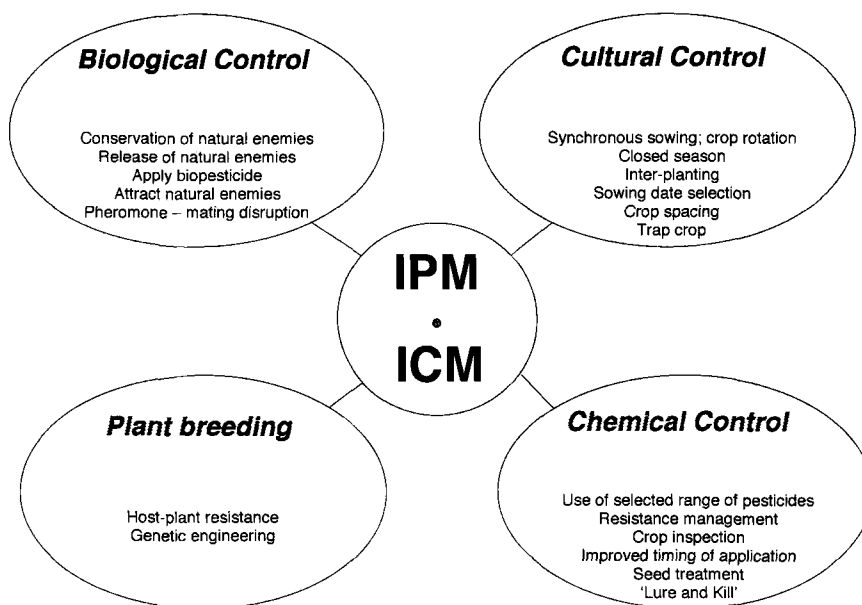 Biological Control
Conservation of natural enemies
Release of natural enemies
Apply biopesticide
Attract natural enemies
Pheromone – mating disruption
Cultural Control
Synchronous sowing; crop rotation
Closed season
Inter-planting
Sowing date selection
Crop spacing
Trap crop
IPM
•
ICM
Plant breeding
Host-plant resistance
Genetic engineering
Chemical Control
Use of selected range of pesticides
Resistance management
Crop inspection
Improved timing of application
Seed treatment
'Lure and Kill'